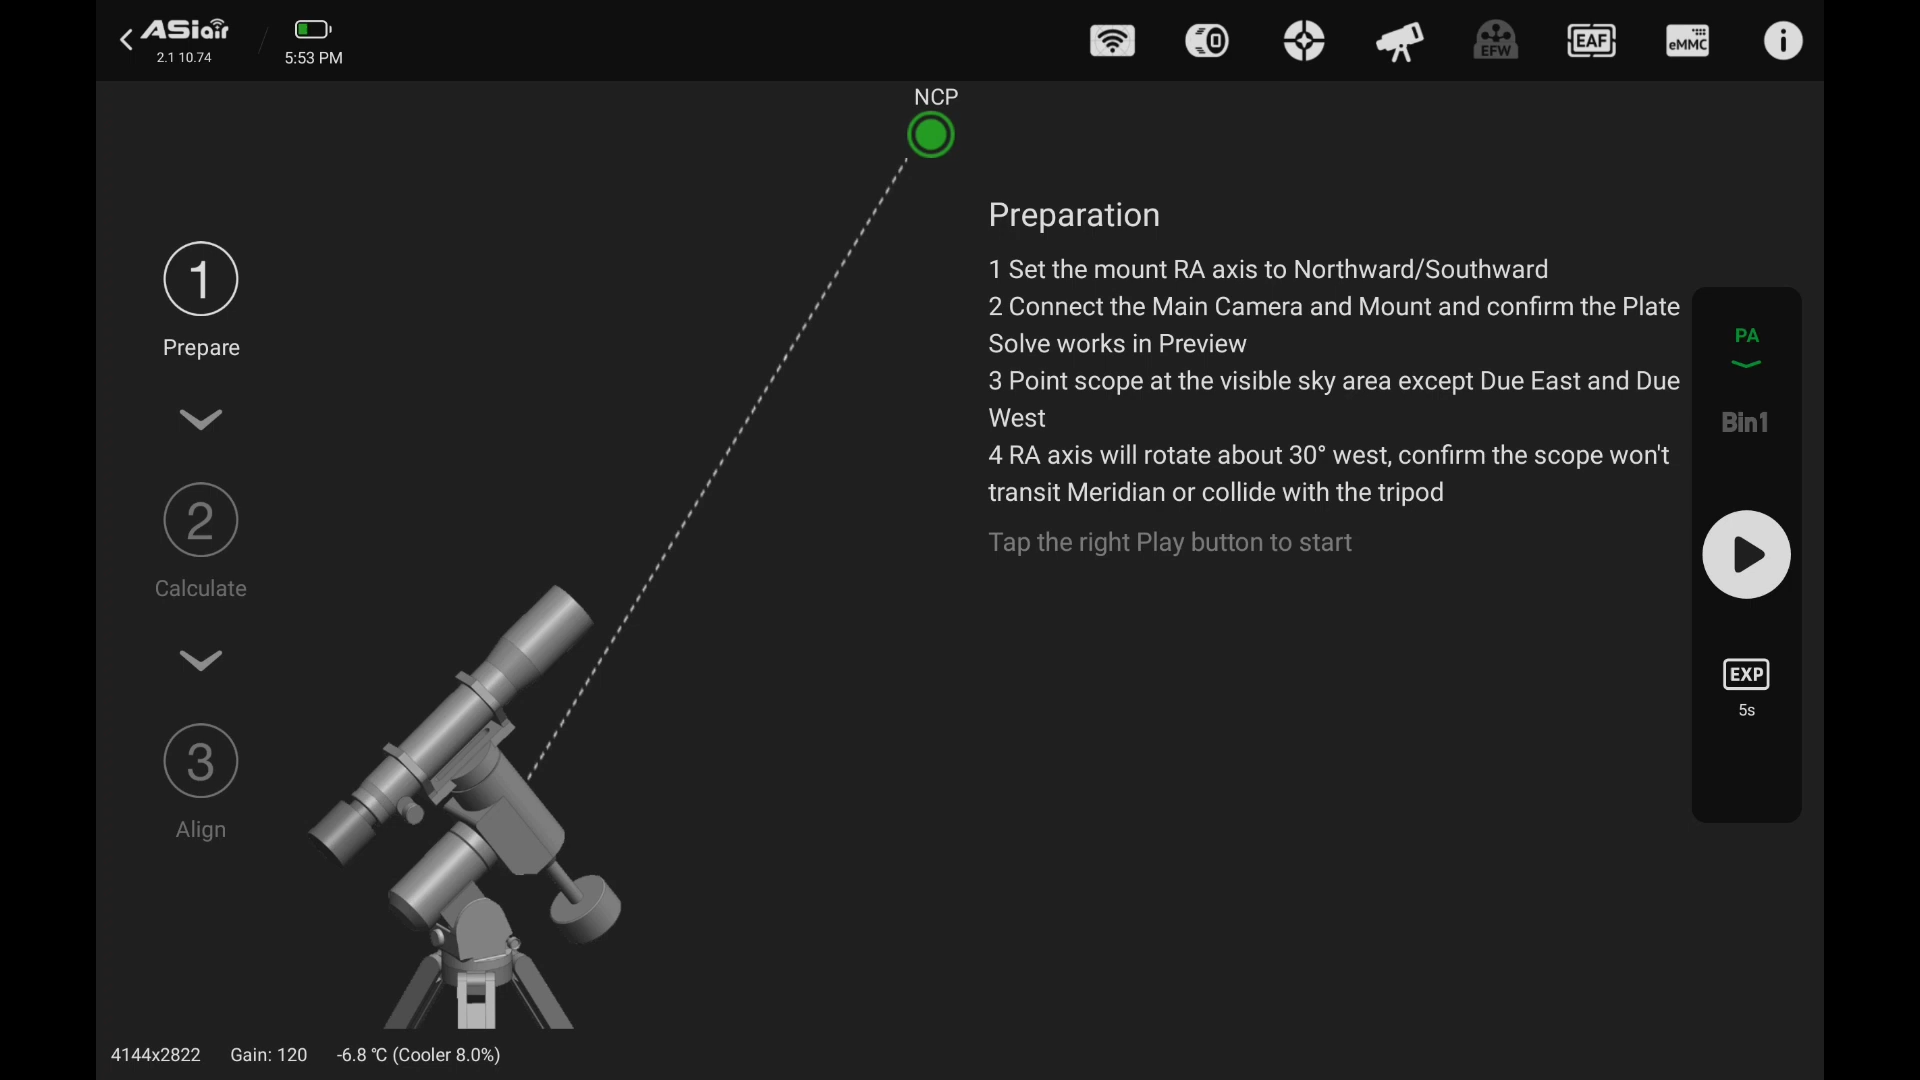 ASiair
2.1 10.74
5:53 PM
EFW
EAF
eMMC
NCP
Preparation
1 Set the mount RA axis to Northward/Southward
2 Connect the Main Camera and Mount and confirm the Plate
Solve works in Preview
3 Point scope at the visible sky area except Due East and Due
West
4 RA axis will rotate about 30° west, confirm the scope won't
transit Meridian or collide with the tripod
Tap the right Play button to start
1
Prepare
2
Calculate
3
Align
PA
Bin1
EXP
5s
4144x2822 Gain: 120 -6.8 ℃ (Cooler 8.0%)